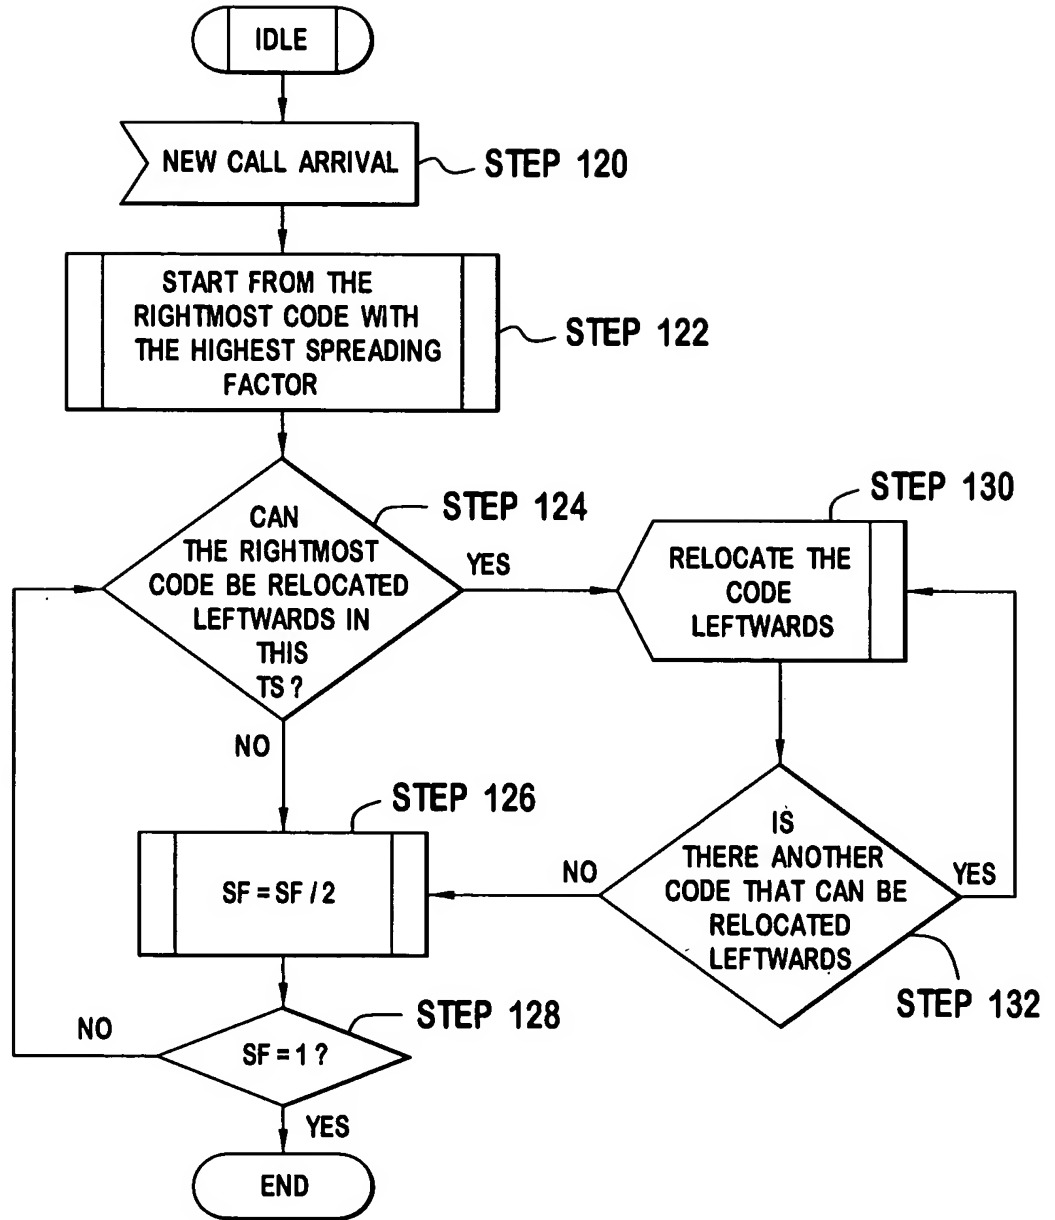 IDLE
NEW CALL ARRIVAL
STEP 120
START FROM THE
RIGHTMOST CODE WITH
THE HIGHEST SPREADING
FACTOR
STEP 122
CAN
THE RIGHTMOST
CODE BE RELOCATED
LEFTWARDS IN
THIS
TS?
STEP 124
YES
NO
STEP 130
RELOCATE THE
CODE
LEFTWARDS
STEP 126
SF=SF/2
IS
THERE ANOTHER
CODE THAT CAN BE
RELOCATED
LEFTWARDS
NO
YES
STEP 132
STEP 128
SF=1?
NO
YES
END